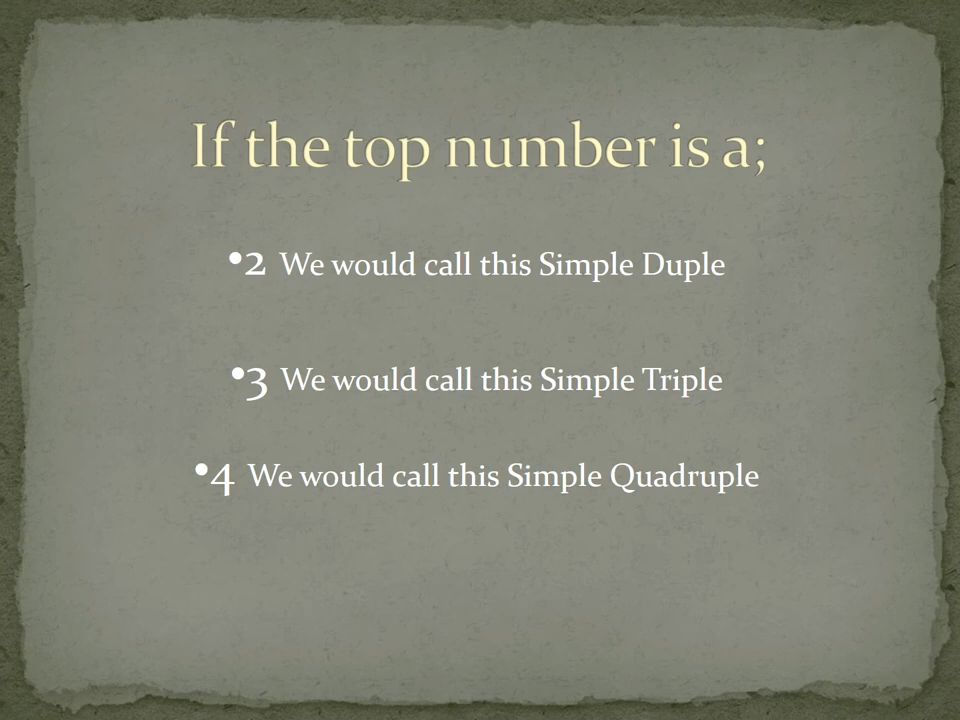 If the top number is a;
•2 We would call this Simple Duple
•3 We would call this Simple Triple
•4 We would call this Simple Quadruple